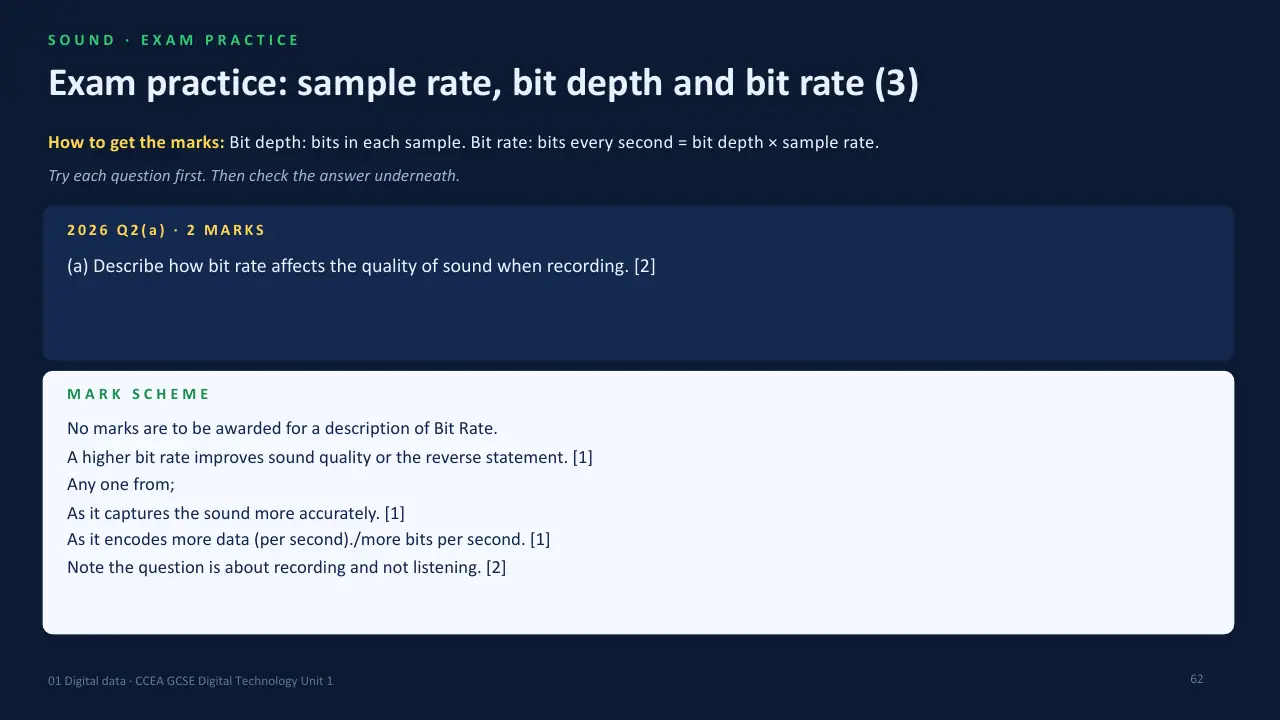 SOUND · EXAM PRACTICE
Exam practice: sample rate, bit depth and bit rate (3)
How to get the marks: Bit depth: bits in each sample. Bit rate: bits every second = bit depth × sample rate.
Try each question first. Then check the answer underneath.
2026 Q2(a) · 2 MARKS
(a) Describe how bit rate affects the quality of sound when recording. [2]
MARK SCHEME
No marks are to be awarded for a description of Bit Rate.
A higher bit rate improves sound quality or the reverse statement. [1]
Any one from;
As it captures the sound more accurately. [1]
As it encodes more data (per second)./more bits per second. [1]
Note the question is about recording and not listening. [2]
01 Digital data · CCEA GCSE Digital Technology Unit 1
62